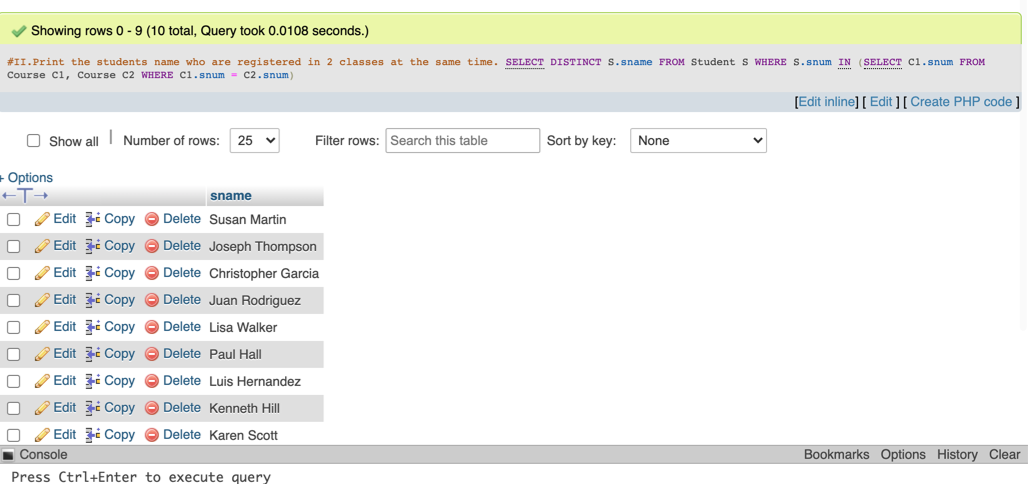 Showing rows 0 - 9 (10 total, Query took 0.0108 seconds.)
#II.Print the students name who are registered in 2 classes at the same time. SELECT DISTINCT S.sname FROM Student S WHERE S.snum IN (SELECT C1.snum FROM
Course C1, Course C2 WHERE C1.snum = C2.snum)
[Edit inline] [ Edit ] [ Create PHP code ]
Show all | Number of rows: 25 Filter rows: Search this table Sort by key: None
+ Options
←T→ sname
Edit Copy Delete Susan Martin
Edit Copy Delete Joseph Thompson
Edit Copy Delete Christopher Garcia
Edit Copy Delete Juan Rodriguez
Edit Copy Delete Lisa Walker
Edit Copy Delete Paul Hall
Edit Copy Delete Luis Hernandez
Edit Copy Delete Kenneth Hill
Edit Copy Delete Karen Scott
Console Bookmarks Options History Clear
Press Ctrl+Enter to execute query